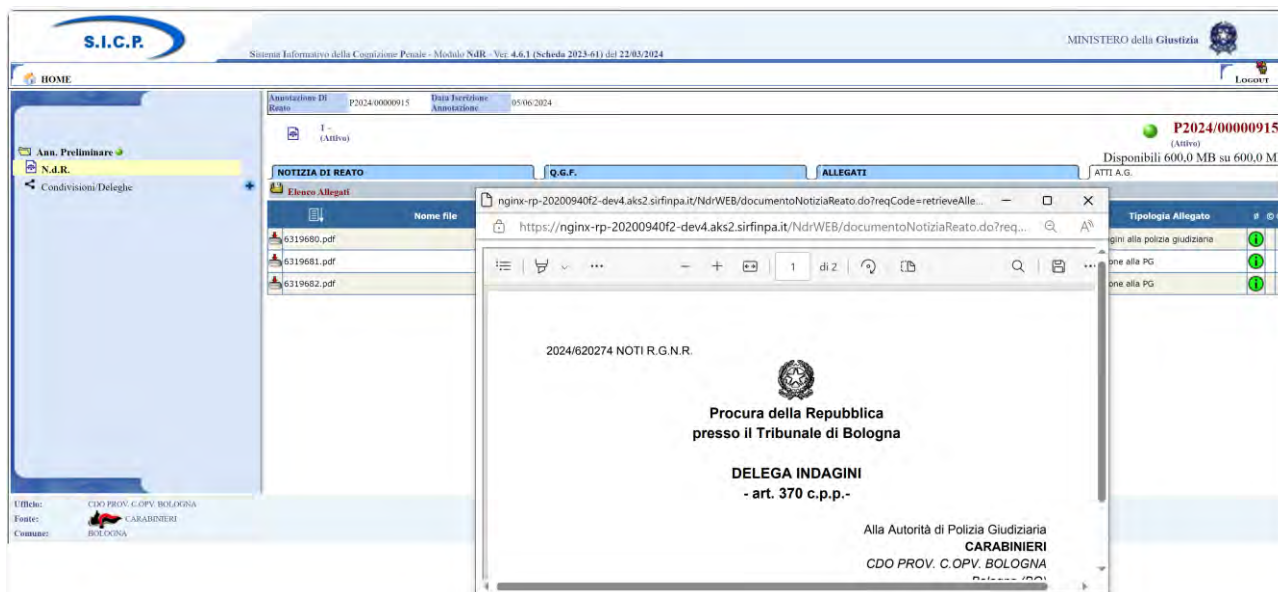 S.I.C.P.
Sistema Informativo della Cognizione Penale - Modulo NdR - Ver. 4.6.1 (Scheda 2023-61) del 22/03/2024
MINISTERO della Giustizia
HOME
LOGOUT
Annotazione Di Reato P2024/00000915 Data Iscrizione Annotazione 05/06/2024
1 - (Attivo)
P2024/00000915
(Attivo)
Disponibili 600,0 MB su 600,0 M
Ann. Preliminare
N.d.R.
Condivisioni/Deleghe
NOTIZIA DI REATO Q.G.F. ALLEGATI ATTI A.G.
Elenco Allegati
Nome file Tipologia Allegato #
6319680.pdf gini alla polizia giudiziaria
6319681.pdf one alla PG
6319682.pdf one alla PG
nginx-rp-20200940f2-dev4.aks2.sirfinpa.it/NdrWEB/documentoNotiziaReato.do?reqCode=retrieveAlle...
https://nginx-rp-20200940f2-dev4.aks2.sirfinpa.it/NdrWEB/documentoNotiziaReato.do?req...
1 di 2
2024/620274 NOTI R.G.N.R.
Procura della Repubblica
presso il Tribunale di Bologna
DELEGA INDAGINI
- art. 370 c.p.p.-
Alla Autorità di Polizia Giudiziaria
CARABINIERI
CDO PROV. C.OPV. BOLOGNA
Ufficio: CDO PROV. C.OPV. BOLOGNA
Fonte: CARABINIERI
Comune: BOLOGNA